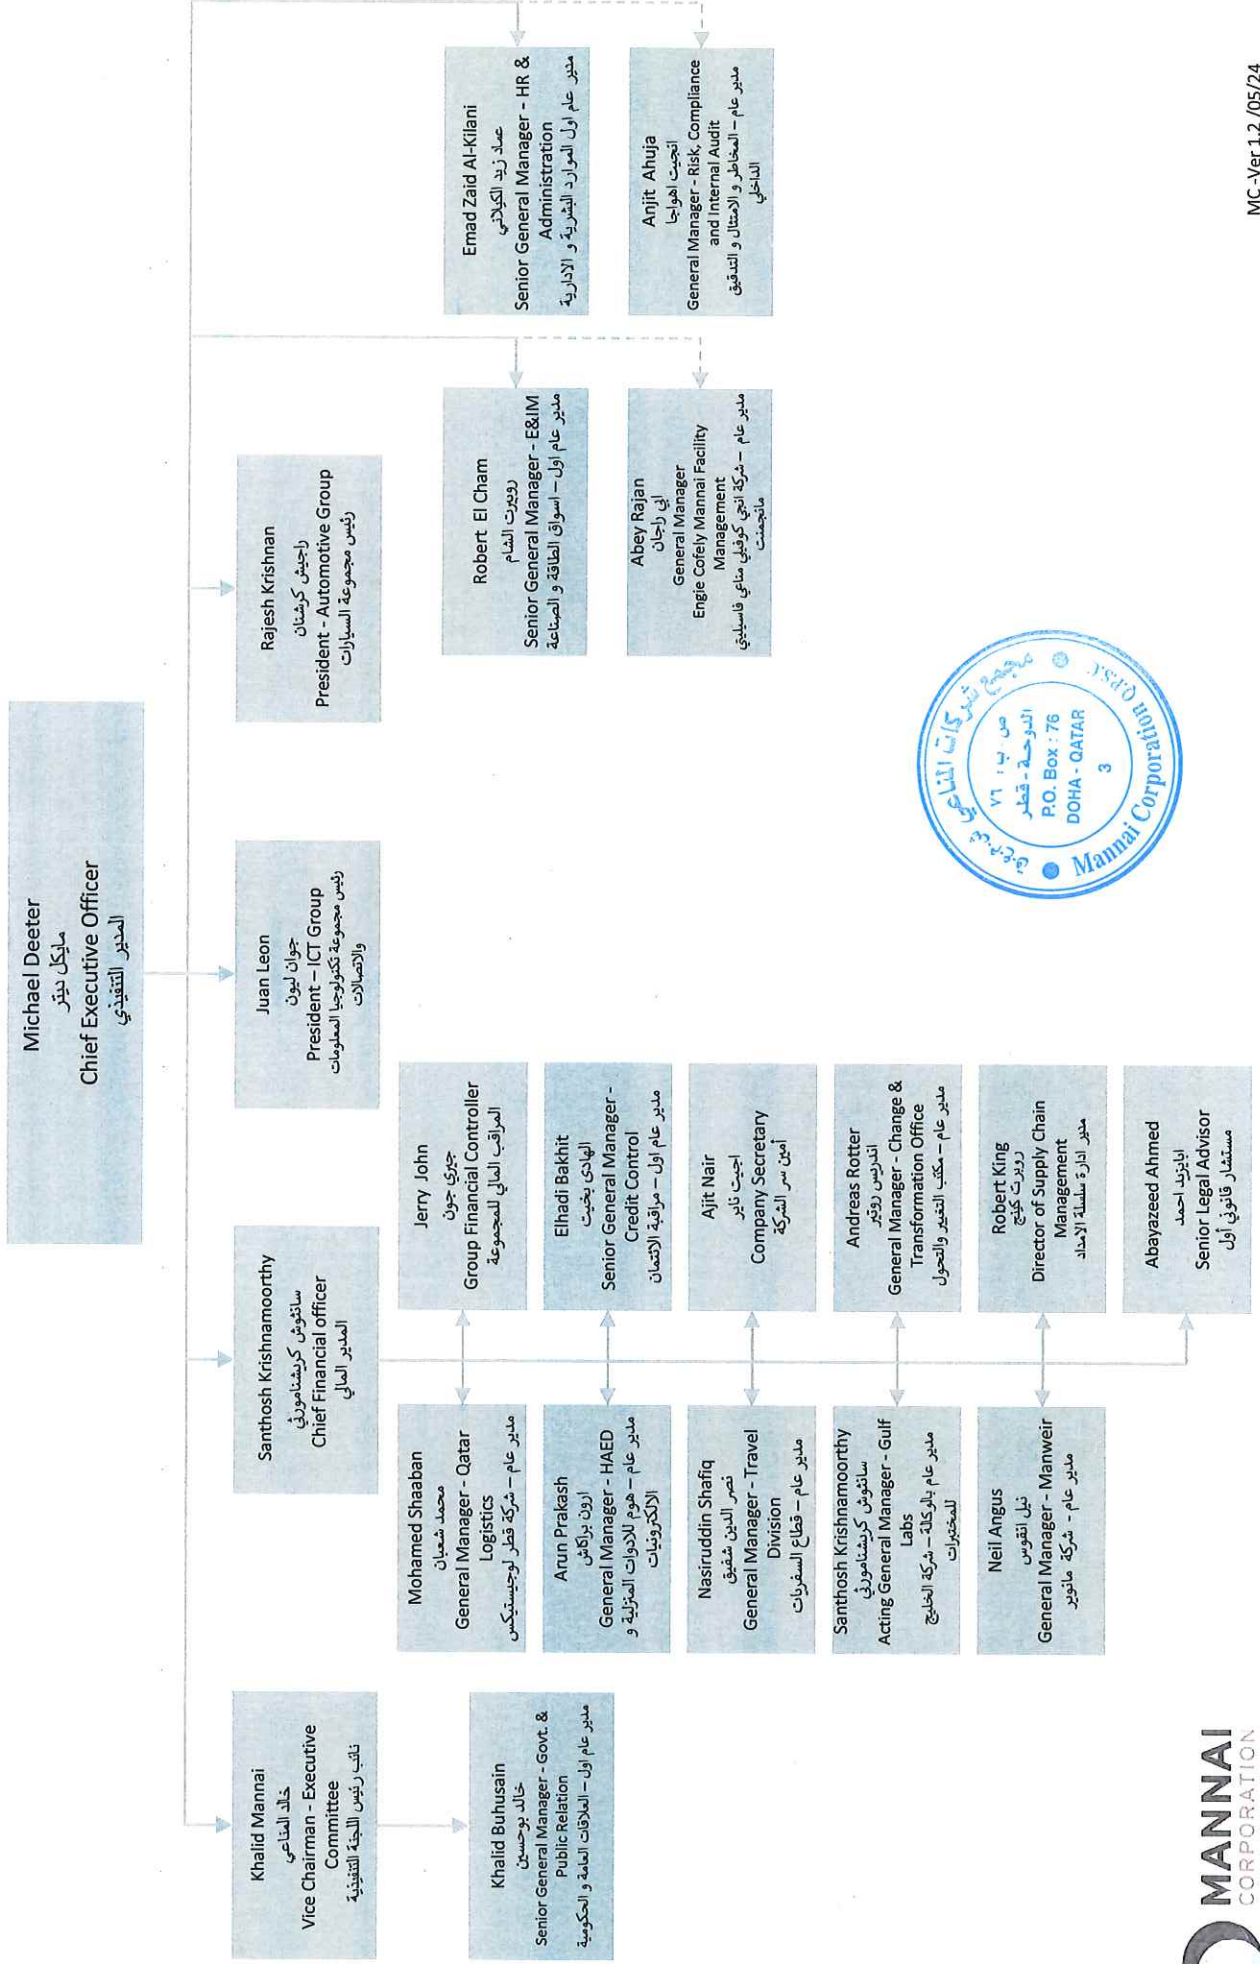 Michael Deeter
مايكل ديتر
Chief Executive Officer
المدير التنفيذي
Khalid Mannai
خالد المناعي
Vice Chairman - Executive
Committee
نائب رئيس اللجنة التنفيذية
Santhosh Krishnamoorthy
سانثوش كريشنامورثي
Chief Financial officer
المدير المالي
Juan Leon
جوان ليون
President – ICT Group
رئيس مجموعة تكنولوجيا المعلومات
والاتصالات
Rajesh Krishnan
راجيش كرشنان
President - Automotive Group
رئيس مجموعة السيارات
Khalid Buhusain
خالد بوحسين
Senior General Manager - Govt. &
Public Relation
مدير عام اول – العلاقات العامة و الحكومية
Mohamed Shaaban
محمد شعبان
General Manager - Qatar
Logistics
مدير عام – شركة قطر لوجيستيكس
Jerry John
جيري جون
Group Financial Controller
المراقب المالي للمجموعة
Arun Prakash
ارون براكاش
General Manager - HAED
مدير عام – هوم للادوات المنزلية و
الالكترونيات
Elhadi Bakhit
الهادى بخيت
Senior General Manager -
Credit Control
مدير عام اول – مراقبة الائتمان
Nasiruddin Shafiq
نصر الدين شفيق
General Manager - Travel
Division
مدير عام – قطاع السفريات
Ajit Nair
اجيت ناير
Company Secretary
أمين سر الشركة
Santhosh Krishnamoorthy
سانثوش كريشنامورثي
Acting General Manager - Gulf
Labs
مدير عام بالوكالة – شركة الخليج
للمختبرات
Andreas Rotter
اندريس روتير
General Manager - Change &
Transformation Office
مدير عام – مكتب التغيير والتحول
Neil Angus
نيل انقوس
General Manager - Manweir
مدير عام - شركة مانوير
Robert King
روبرت كينج
Director of Supply Chain
Management
مدير ادارة سلسلة الامداد
Abayazeed Ahmed
ابايزيد احمد
Senior Legal Advisor
مستشار قانوني أول
Robert El Cham
روبيرت الشام
Senior General Manager - E&IM
مدير عام اول – اسواق الطاقة و الصناعة
Emad Zaid Al-Kilani
عماد زيد الكيلاني
Senior General Manager - HR &
Administration
مدير عام اول الموارد البشرية و الادارية
Abey Rajan
ابي راجان
General Manager
Engie Cofely Mannai Facility
Management
مدير عام – شركة انجي كوفيلي مناعي فاسيليتي
مانجمنت
Anjit Ahuja
انجيت اهواجا
General Manager - Risk, Compliance
and Internal Audit
مدير عام – المخاطر و الامتثال و التدقيق
الداخلي
مجمع شركات المناعي ش.م.ع.ق
ص . ب : ٧٦
الدوحة - قطر
P.O. Box : 76
DOHA - QATAR
3
Mannai Corporation Q.P.S.C.
MANNAI
CORPORATION
MC-Ver 1.2 /05/24